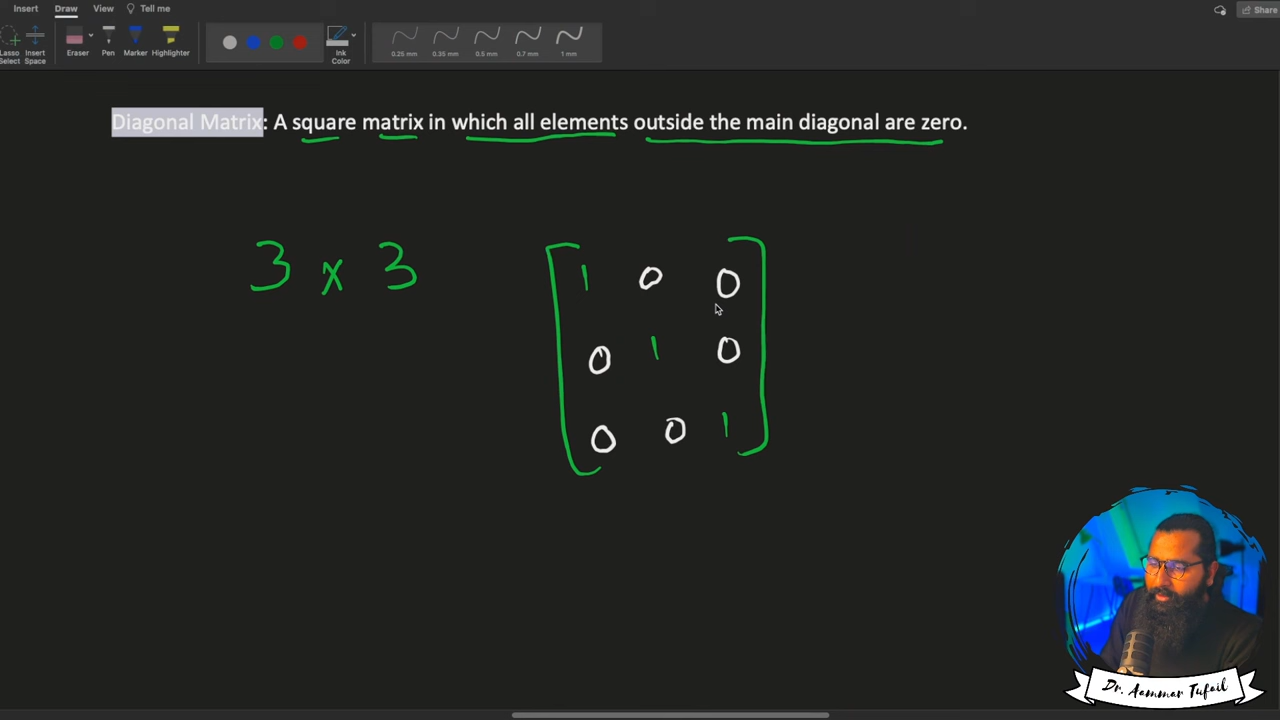 Insert Draw View Tell me Share
Lasso Select Insert Space Eraser Pen Marker Highlighter Ink Color 0.25 mm 0.35 mm 0.5 mm 0.7 mm 1 mm
Diagonal Matrix: A square matrix in which all elements outside the main diagonal are zero.
3 x 3
1 0 0
0 1 0
0 0 1
Dr. Aammar Tufail